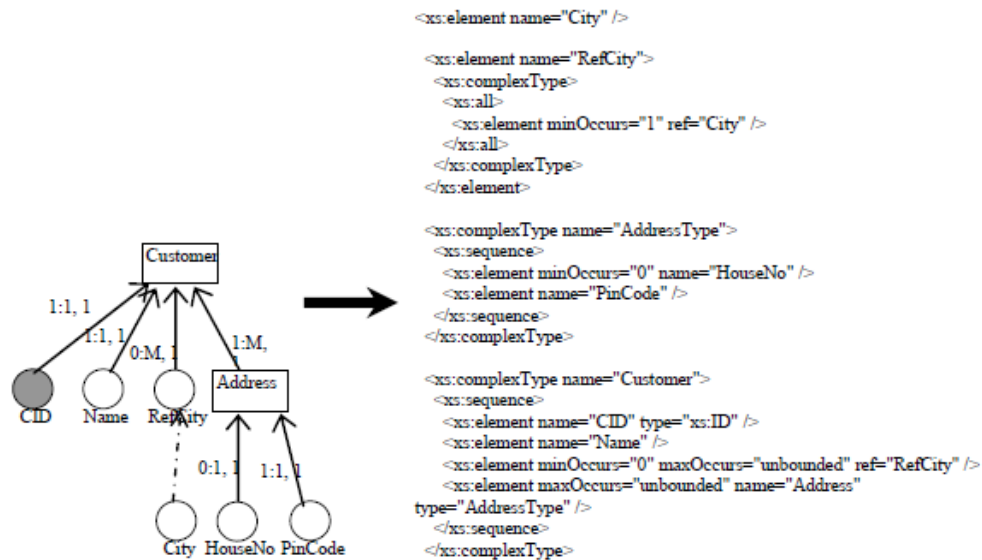 <xs:element name="City" />
<xs:element name="RefCity">
<xs:complexType>
<xs:all>
<xs:element minOccurs="1" ref="City" />
</xs:all>
</xs:complexType>
</xs:element>
<xs:complexType name="AddressType">
<xs:sequence>
<xs:element minOccurs="0" name="HouseNo" />
<xs:element name="PinCode" />
</xs:sequence>
</xs:complexType>
<xs:complexType name="Customer">
<xs:sequence>
<xs:element name="CID" type="xs:ID" />
<xs:element name="Name" />
<xs:element minOccurs="0" maxOccurs="unbounded" ref="RefCity" />
<xs:element maxOccurs="unbounded" name="Address"
type="AddressType" />
</xs:sequence>
</xs:complexType>
Customer
1:1, 1
1:1, 1
0:M, 1
1:M,
1
Address
CID
Name
RefCity
0:1, 1
1:1, 1
City
HouseNo
PinCode